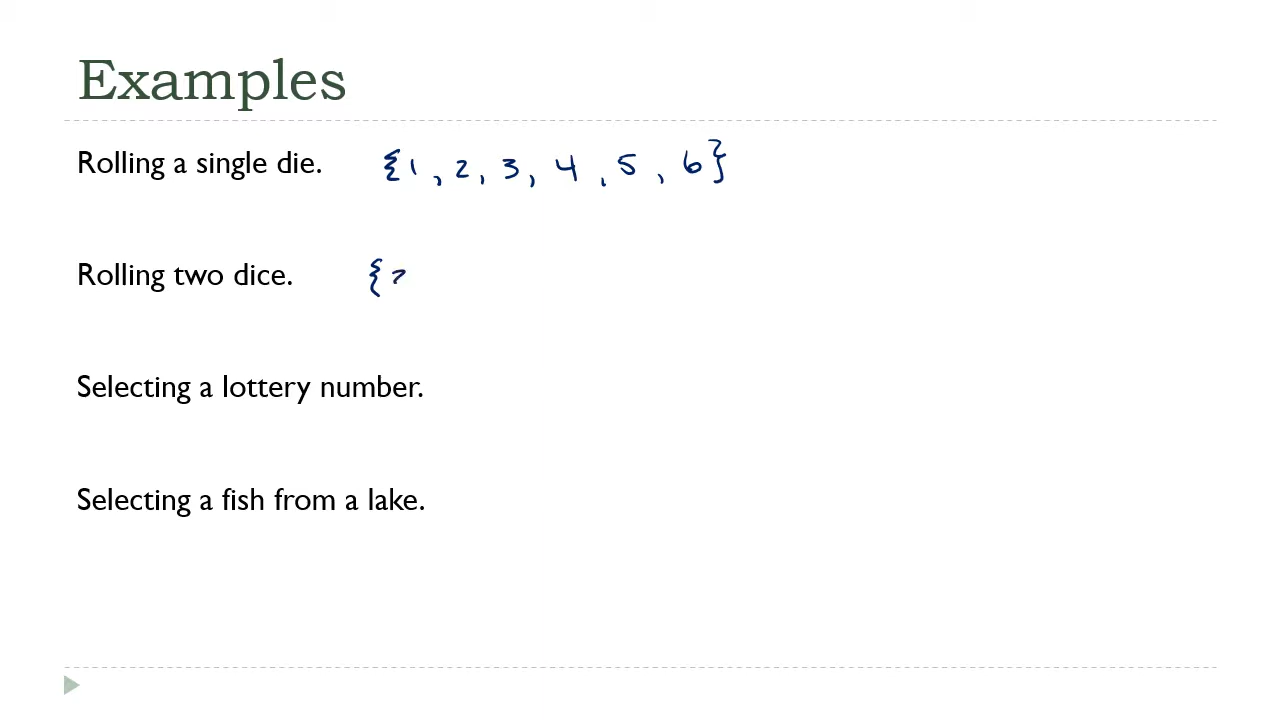 Examples
Rolling a single die. {1, 2, 3, 4, 5, 6}
Rolling two dice. {2
Selecting a lottery number.
Selecting a fish from a lake.